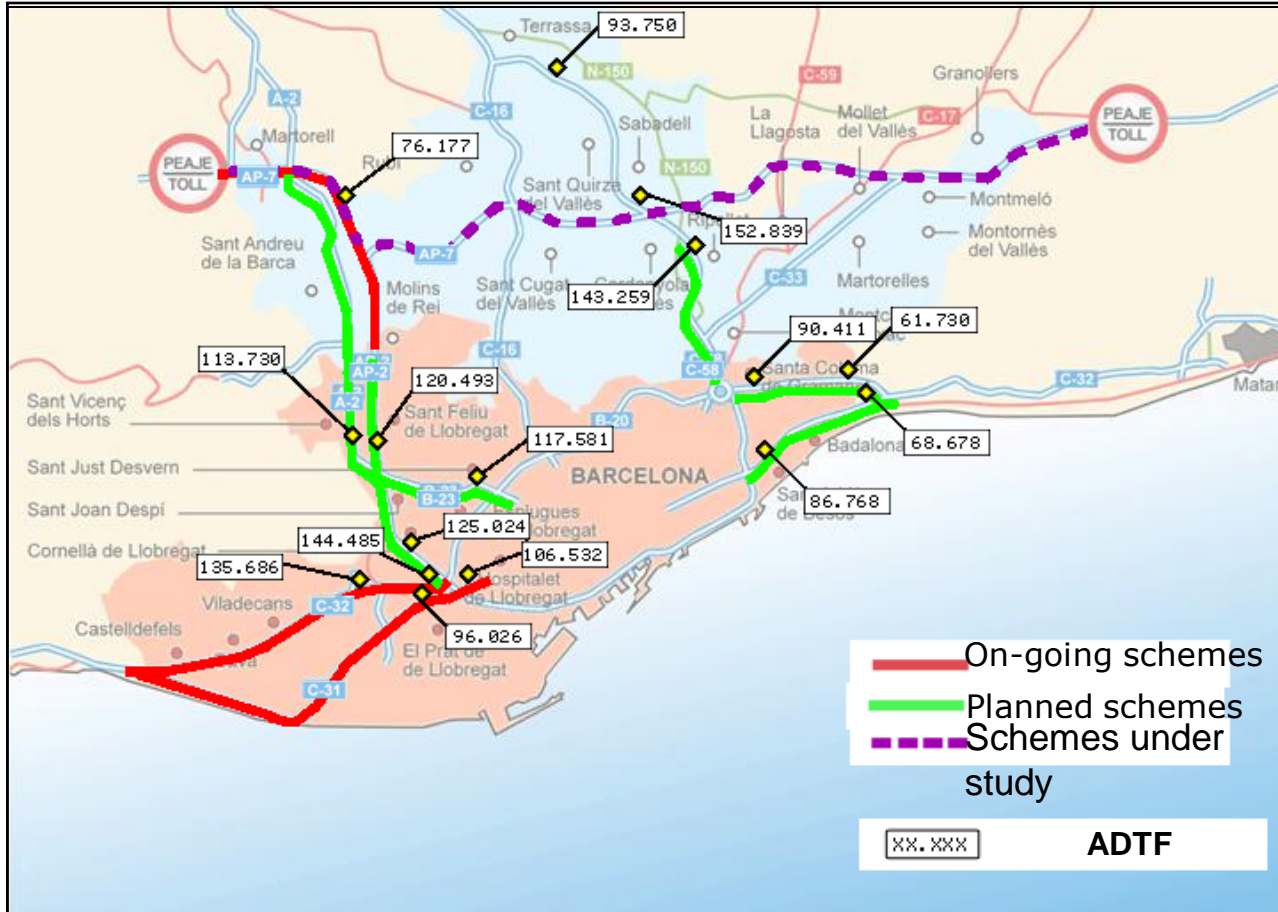 Terrassa
93.750
N-150
C-59
Granollers
A-2
C-16
Sabadell
La
Llagosta
Mollet
del Vallès
C-17
PEAJE
TOLL
Martorell
76.177
PEAJE
TOLL
AP-7
N-150
Sant Quirze
del Vallès
Montmeló
152.839
Montornès
del Vallès
Sant Andreu
de la Barca
AP-7
C-33
Martorelles
Molins
de Rei
Sant Cugat
del Vallès
143.259
90.411
61.730
113.730
AP-2
120.493
C-16
C-58
Santa Coloma
C-32
A-2
Sant Vicenç
dels Horts
Sant Feliu
de Llobregat
B-20
117.581
68.678
Badalona
Sant Just Desvern
BARCELONA
B-23
86.768
de Besòs
Sant Joan Despí
125.024
Cornellà de Llobregat
144.485
106.532
135.686
Hospitalet
de Llobregat
C-32
Viladecans
Castelldefels
96.026
El Prat de
de Llobregat
C-31
On-going schemes
Planned schemes
Schemes under
study
xx.xxx
ADTF